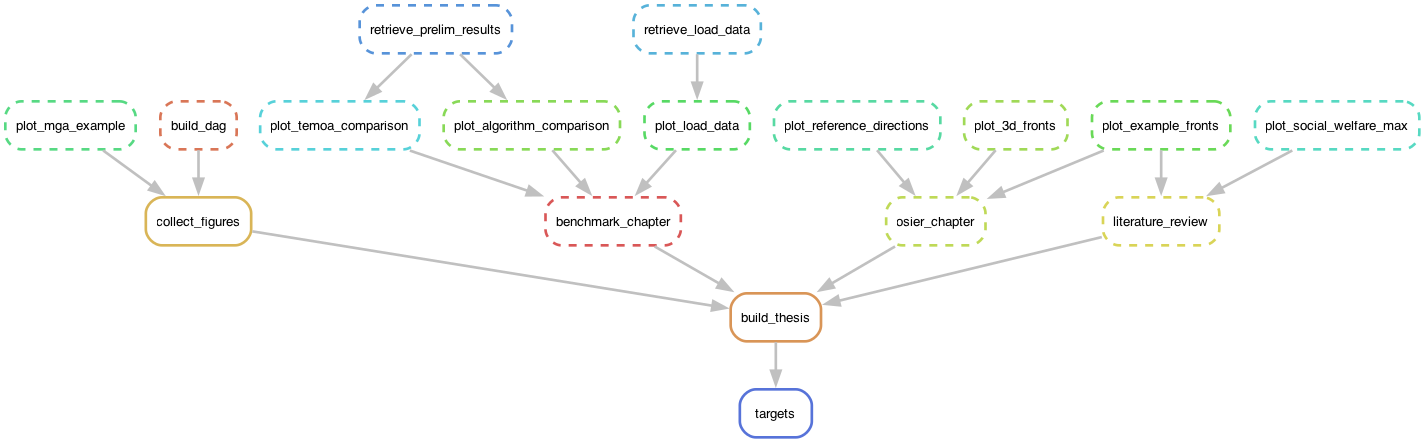 retrieve_prelim_results
retrieve_load_data
plot_mga_example
build_dag
plot_temoa_comparison
plot_algorithm_comparison
plot_load_data
plot_reference_directions
plot_3d_fronts
plot_example_fronts
plot_social_welfare_max
collect_figures
benchmark_chapter
osier_chapter
literature_review
build_thesis
targets